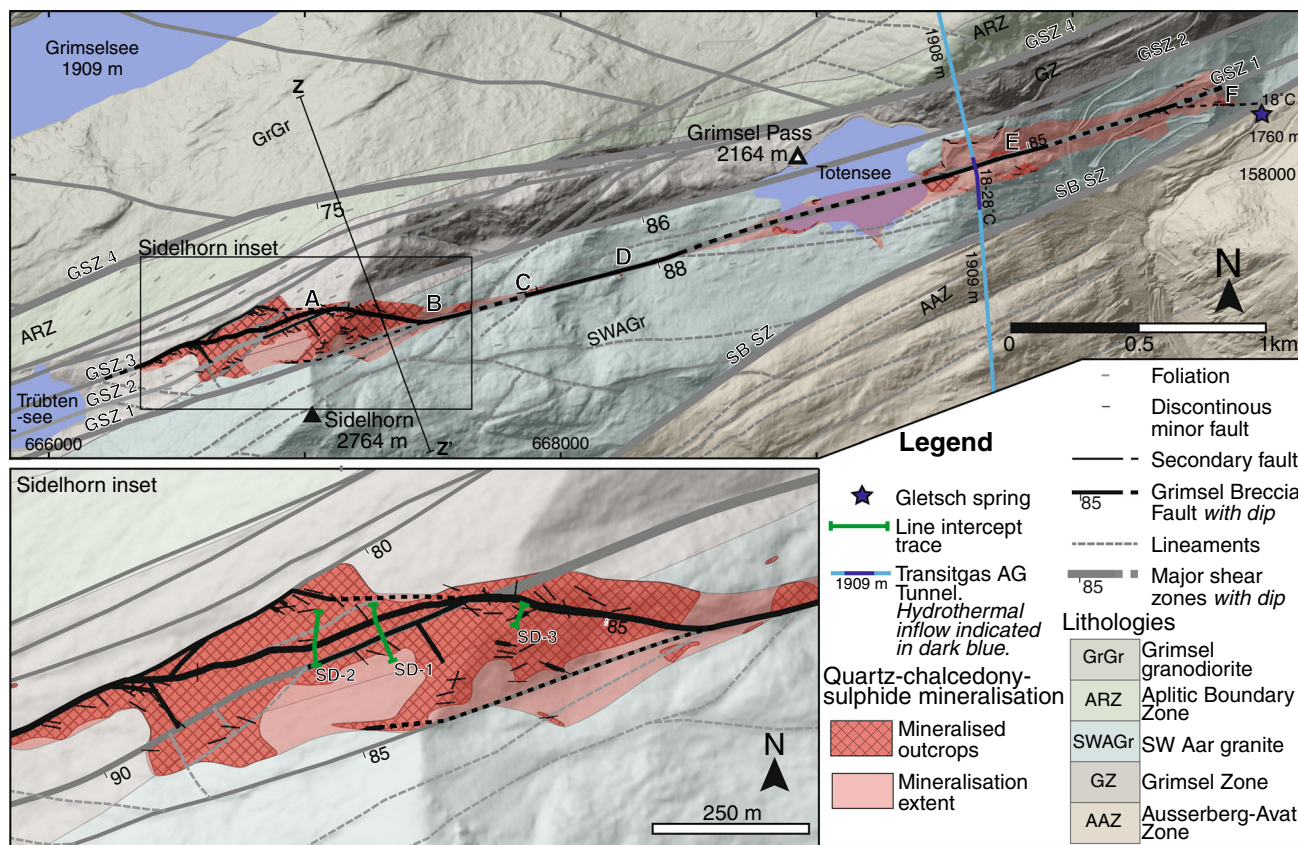 Grimselsee
1909 m
ARZ
GSZ 4
1908 m
GSZ 2
GZ
GSZ 1
F
18°C
1760 m
Z
GrGr
Grimsel Pass
2164 m
E
85
Totensee
18-28°C
158000
75
SB SZ
86
Sidelhorn inset
GSZ 4
D
88
N
C
A
B
1909 m
AAZ
ARZ
SWAGr
SB SZ
0
0.5
1km
GSZ 3
GSZ 2
GSZ 1
Trübten
-see
Sidelhorn
2764 m
Z'
666000
668000
Sidelhorn inset
80
SD-2
SD-1
SD-3
85
90
85
N
250 m
Legend
Gletsch spring
Line intercept
trace
1909 m
Transitgas AG
Tunnel.
Hydrothermal
inflow indicated
in dark blue.
Quartz-chalcedony-
sulphide mineralisation
Mineralised
outcrops
Mineralisation
extent
Foliation
Discontinous
minor fault
Secondary fault
85
Grimsel Breccia
Fault with dip
Lineaments
85
Major shear
zones with dip
Lithologies
GrGr
Grimsel
granodiorite
ARZ
Aplitic Boundary
Zone
SWAGr
SW Aar granite
GZ
Grimsel Zone
AAZ
Ausserberg-Avat
Zone